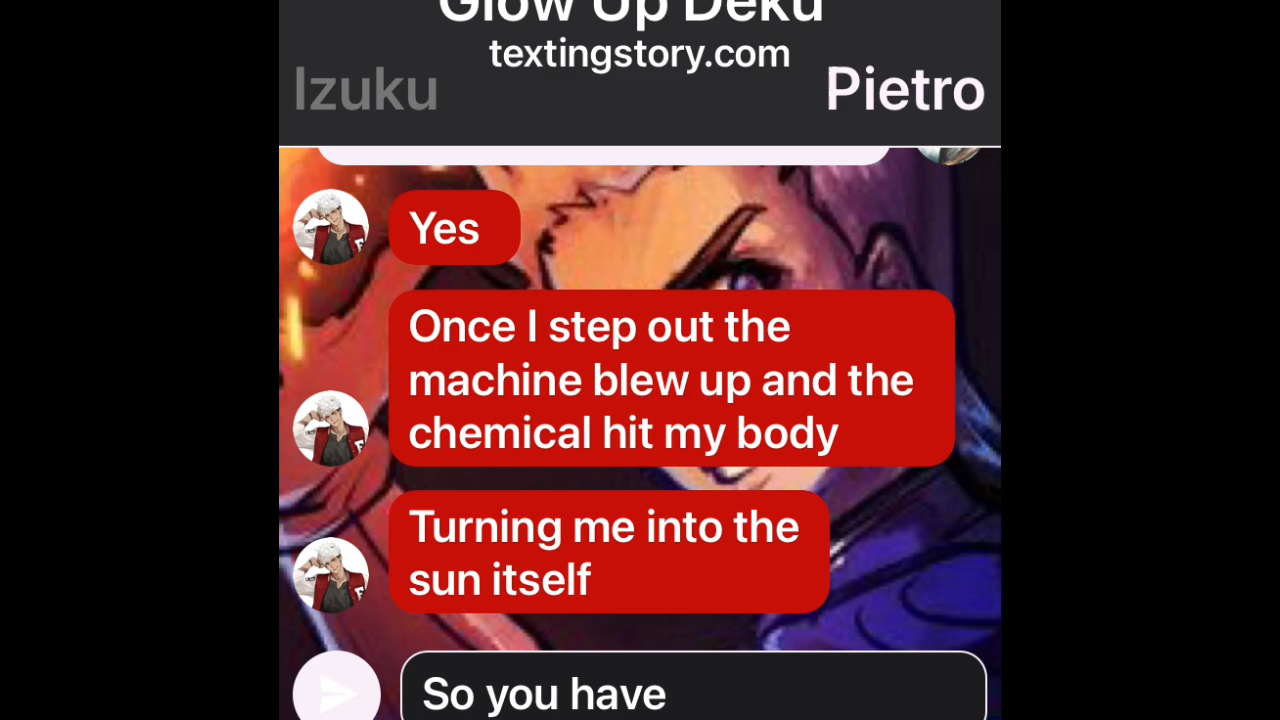 Glow Up Deku
textingstory.com
Izuku
Pietro
Yes
Once I step out the
machine blew up and the
chemical hit my body
Turning me into the
sun itself
So you have